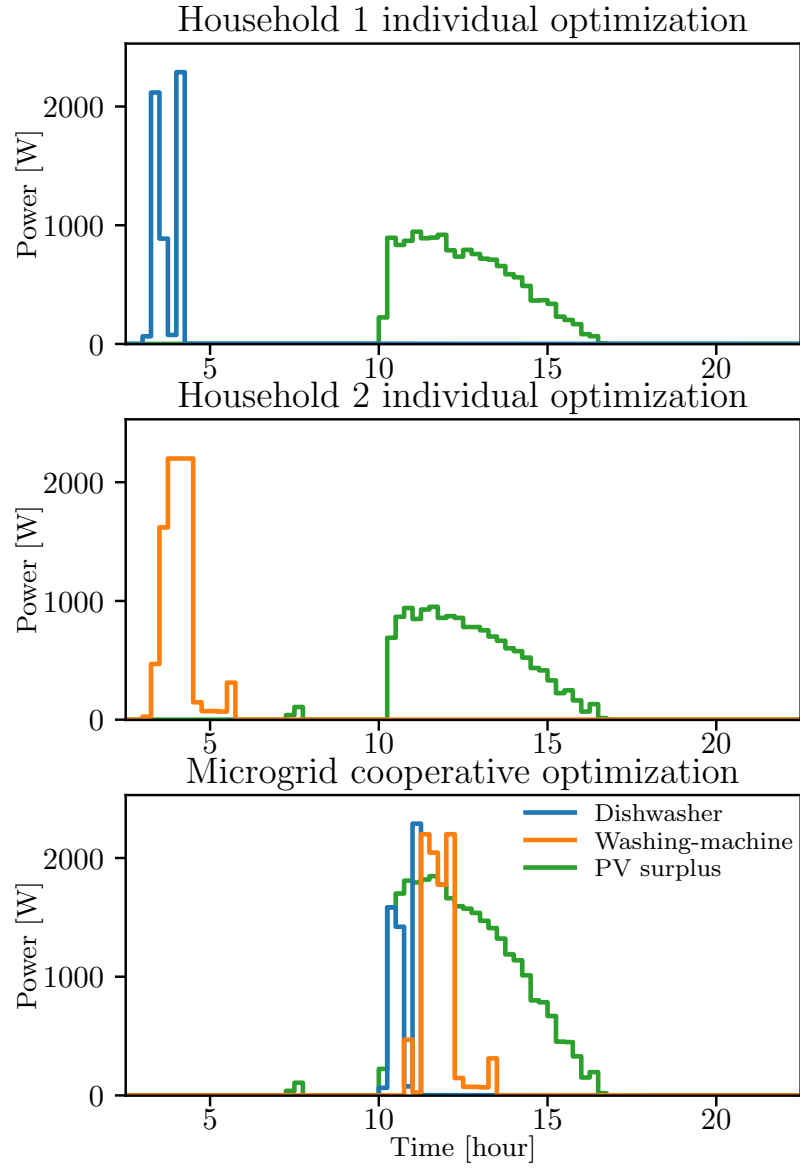 Household 1 individual optimization
Power [W]
2000
1000
0
5 10 15 20
Household 2 individual optimization
Power [W]
2000
1000
0
5 10 15 20
Microgrid cooperative optimization
Power [W]
2000
1000
0
Dishwasher
Washing-machine
PV surplus
5 10 15 20
Time [hour]